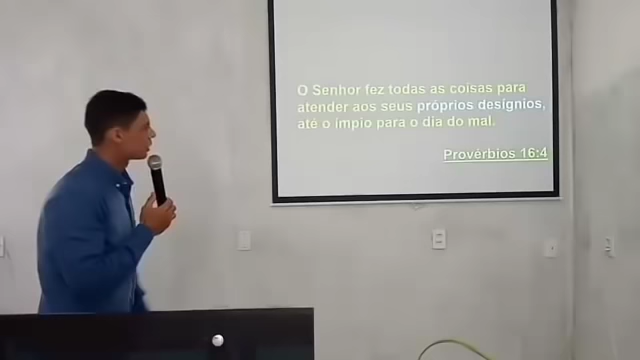 O Senhor fez todas as coisas para
atender aos seus próprios desígnios,
até o ímpio para o dia do mal.
Provérbios 16:4